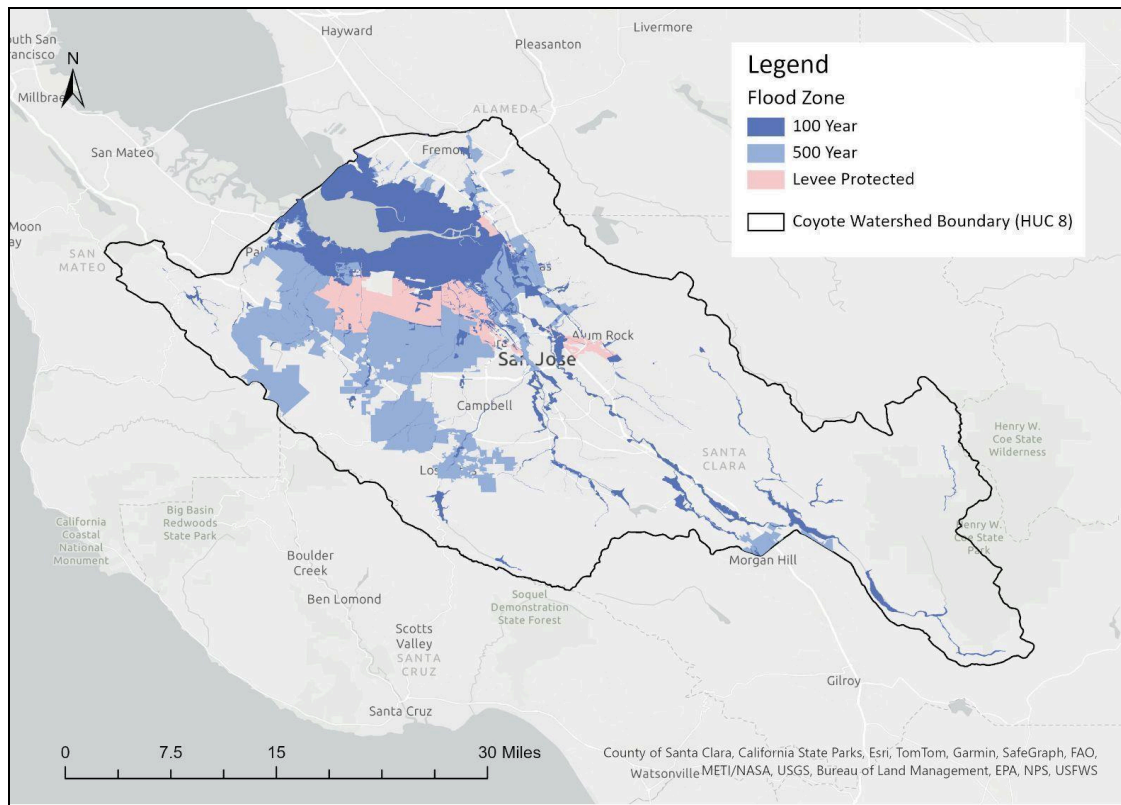 Hayward
Livermore
Pleasanton
N
Millbrae
ALAMEDA
San Mateo
Fremont
Moon
SAN
MATEO
Alum Rock
San Jose
Campbell
SANTA
CLARA
Henry W.
Coe State
Wilderness
Henry W.
Coe State
Park
Big Basin
Redwoods
State Park
California
Coastal
National
Monument
Boulder
Creek
Ben Lomond
Morgan Hill
Soquel
Demonstration
State Forest
Scotts
Valley
SANTA
CRUZ
Gilroy
Santa Cruz
Watsonville
Legend
Flood Zone
100 Year
500 Year
Levee Protected
Coyote Watershed Boundary (HUC 8)
0 7.5 15 30 Miles
County of Santa Clara, California State Parks, Esri, TomTom, Garmin, SafeGraph, FAO,
METI/NASA, USGS, Bureau of Land Management, EPA, NPS, USFWS